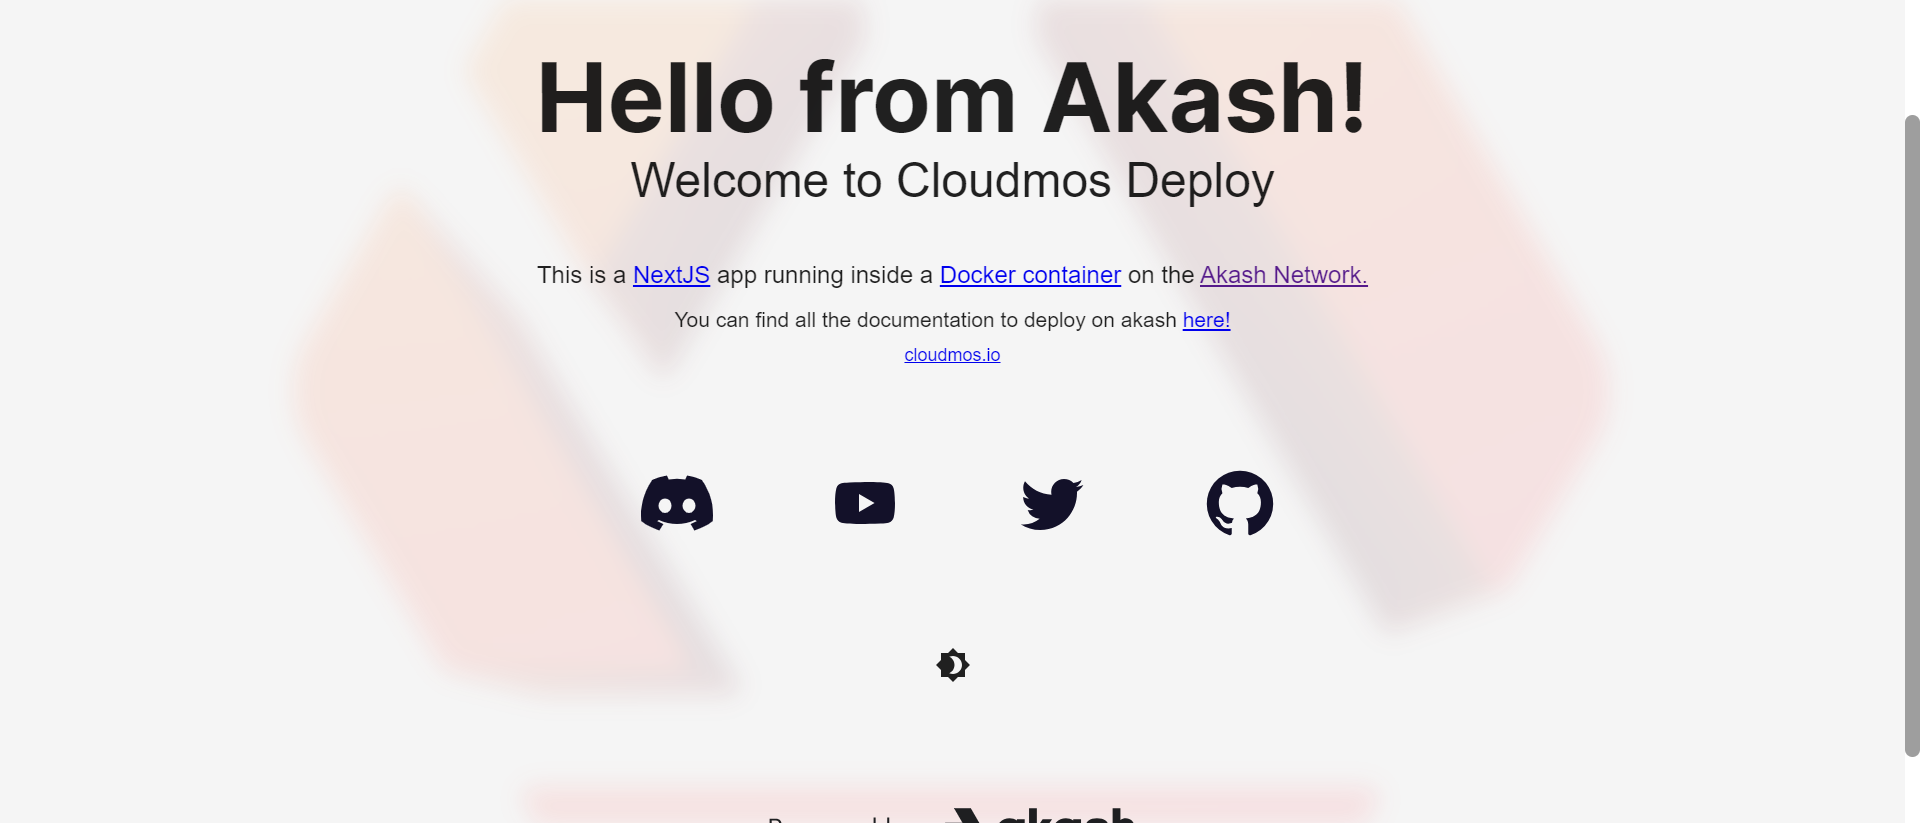 Hello from Akash!
Welcome to Cloudmos Deploy
This is a NextJS app running inside a Docker container on the Akash Network.
You can find all the documentation to deploy on akash here!
cloudmos.io
akash